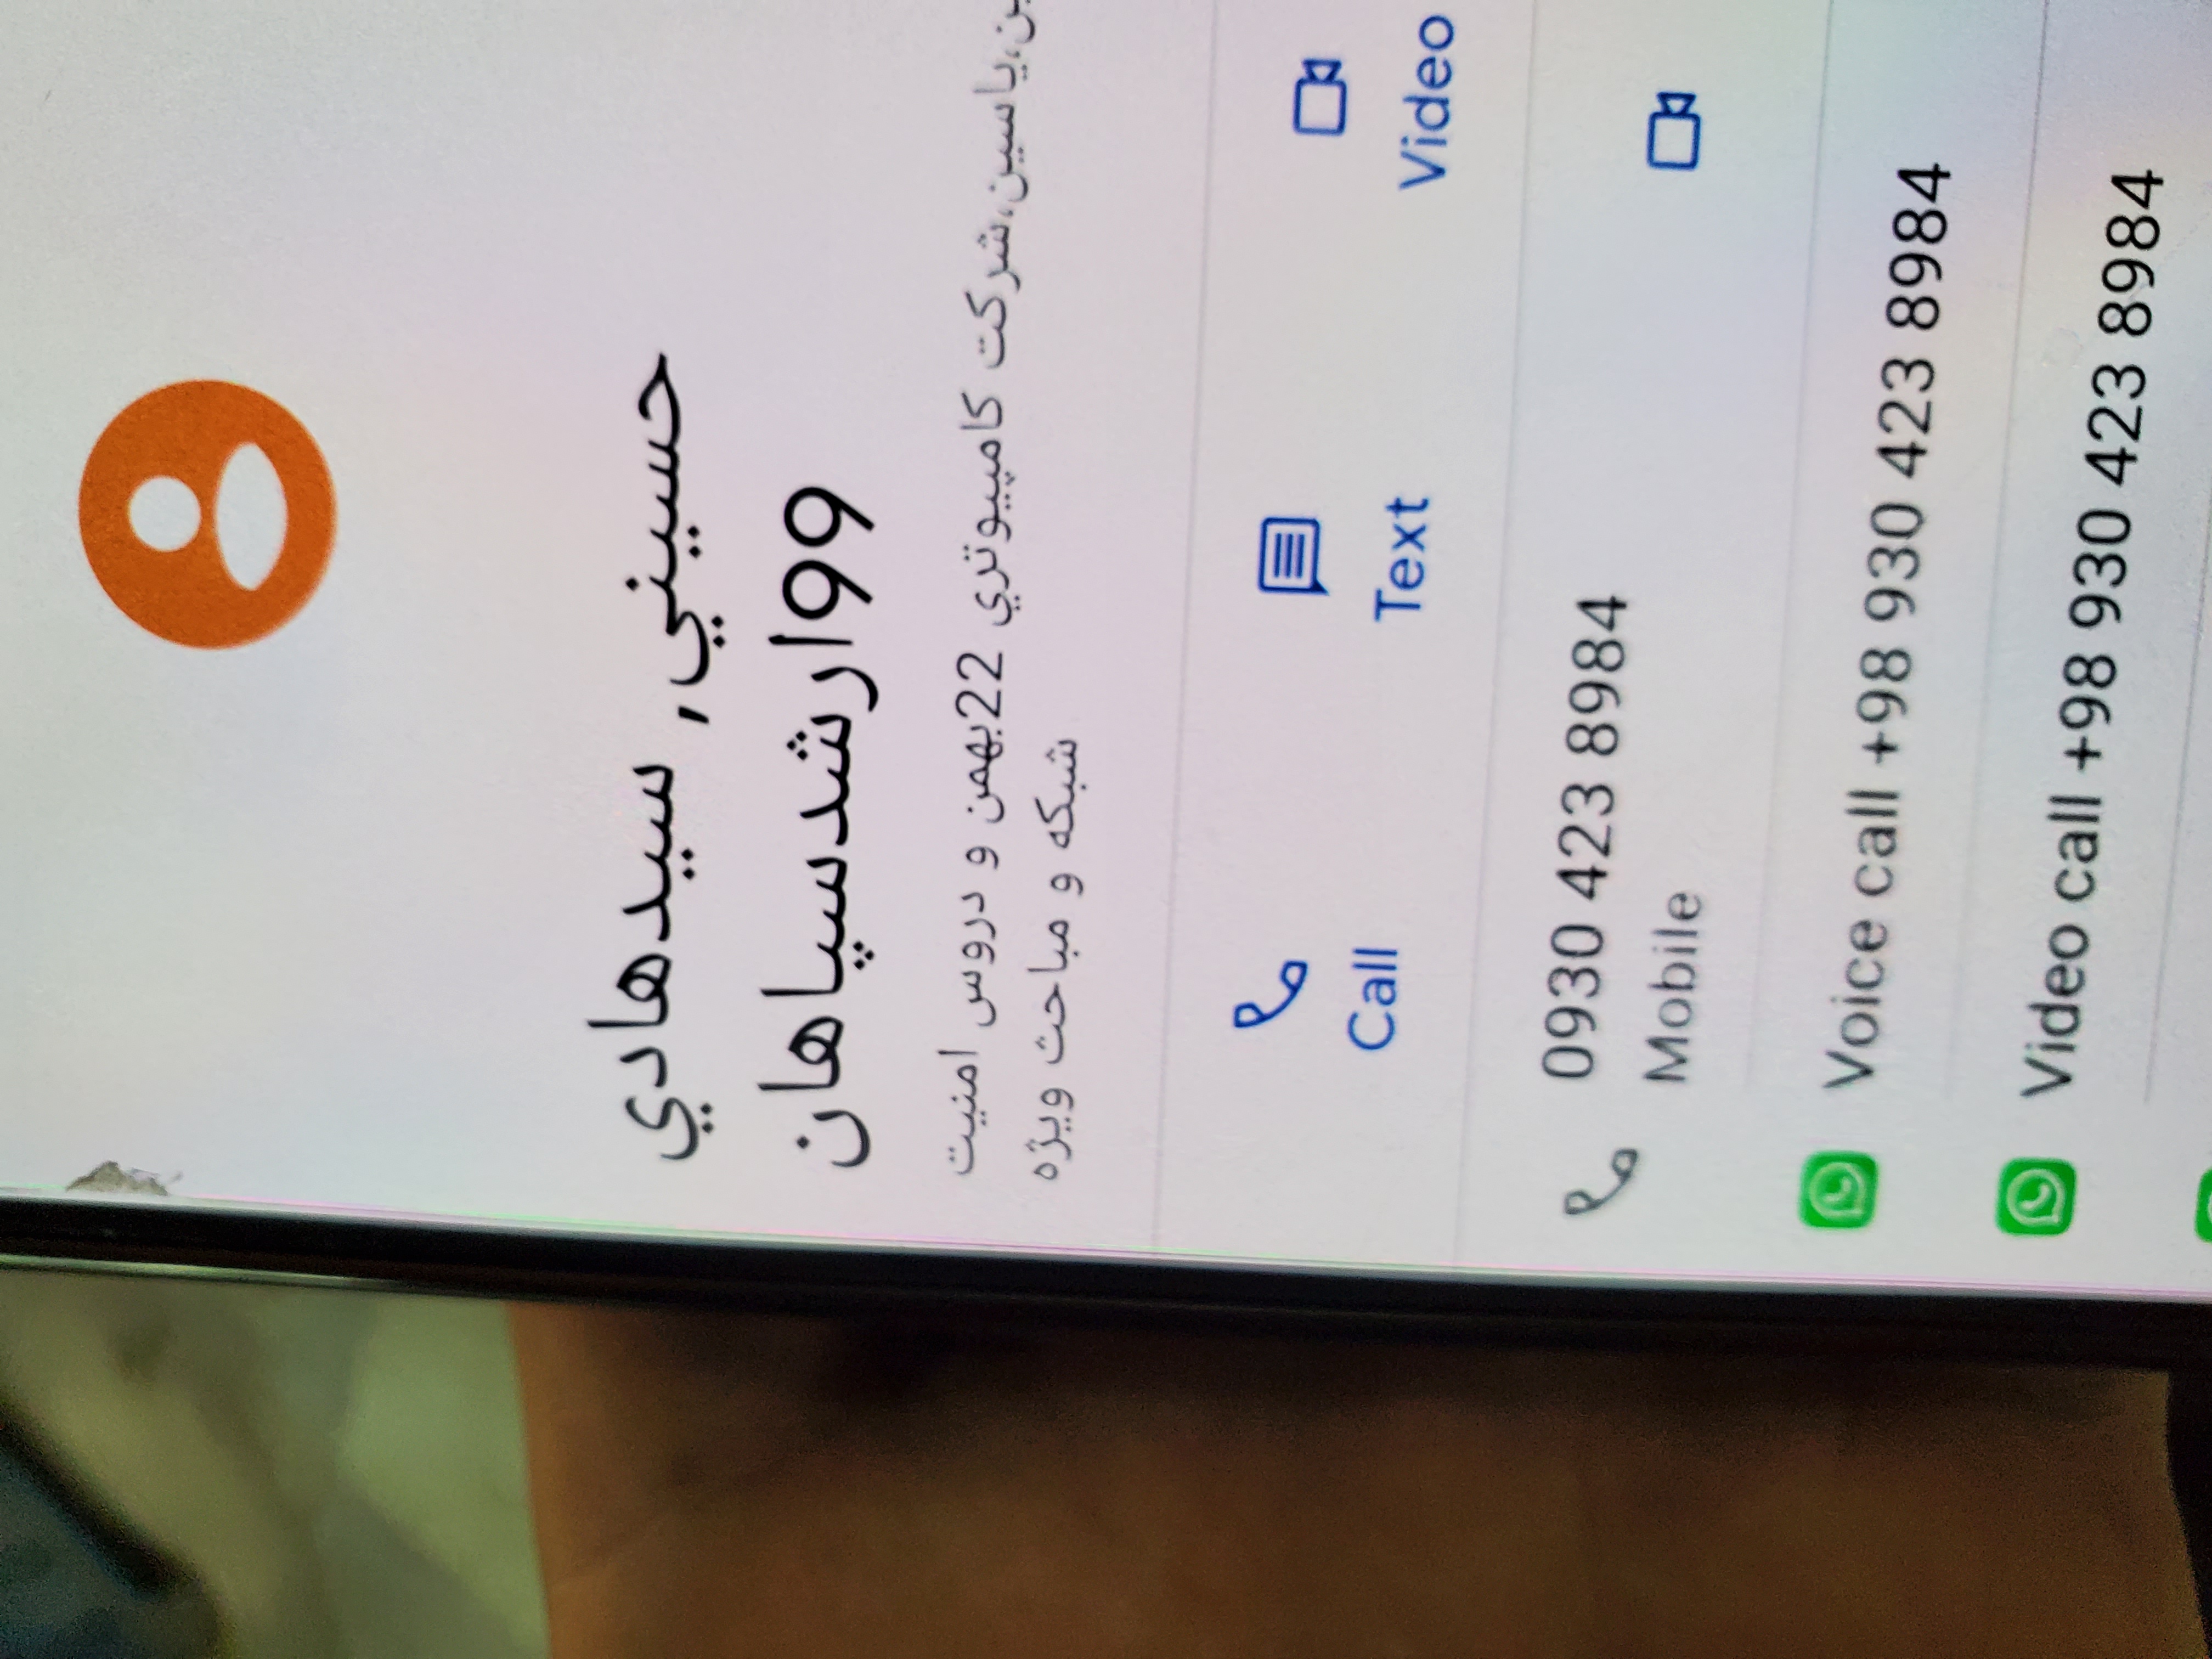 حسيني, سيدهادي
99ارشدسپاهان
ياسين،شركت كامپيوتري 22بهمن و دروس امنيت
شبكه و مباحث ويژه
Call
Text
Video
0930 423 8984
Mobile
Voice call +98 930 423 8984
Video call +98 930 423 8984